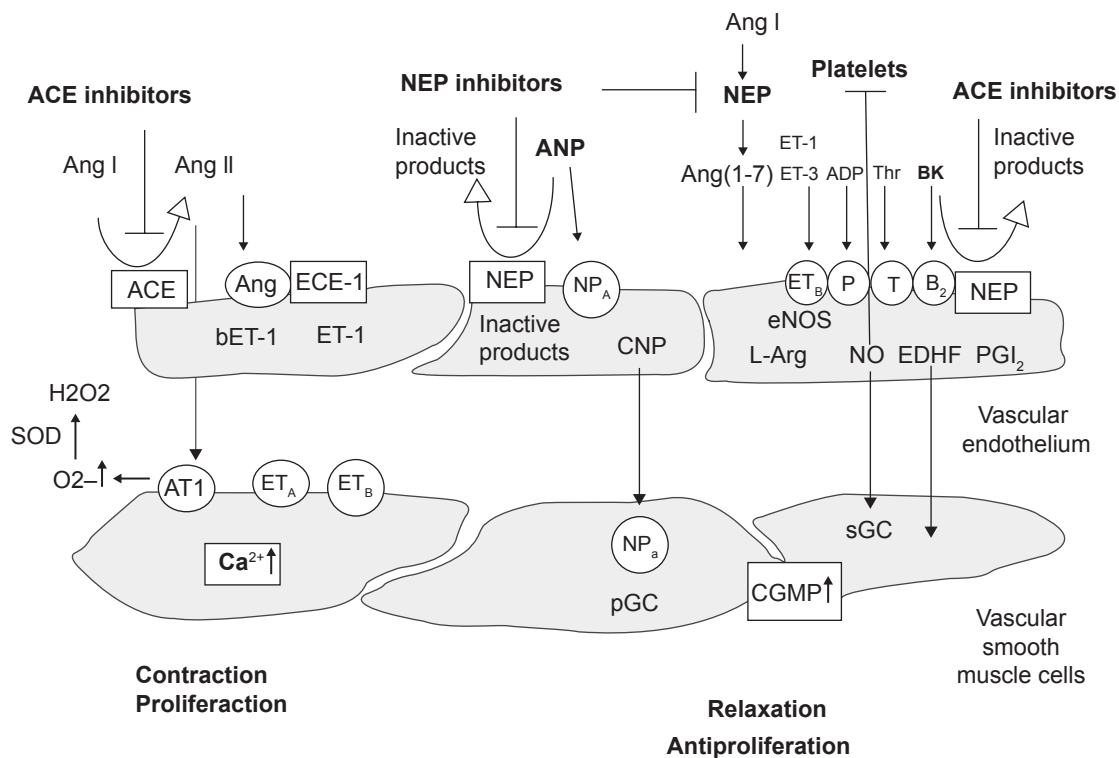 Ang I
ACE inhibitors
NEP inhibitors
NEP
Platelets
ACE inhibitors
Ang I
Ang II
Inactive
products
ANP
Ang(1-7)
ET-1
ET-3
ADP
Thr
BK
Inactive
products
ACE
Ang
ECE-1
NEP
NPA
ETB
P
T
B2
NEP
bET-1
ET-1
Inactive
products
CNP
eNOS
L-Arg
NO
EDHF
PGI2
H2O2
SOD
O2–
AT1
ETA
ETB
Vascular
endothelium
Ca2+
NPa
pGC
sGC
CGMP
Vascular
smooth
muscle cells
Contraction
Proliferaction
Relaxation
Antiproliferation